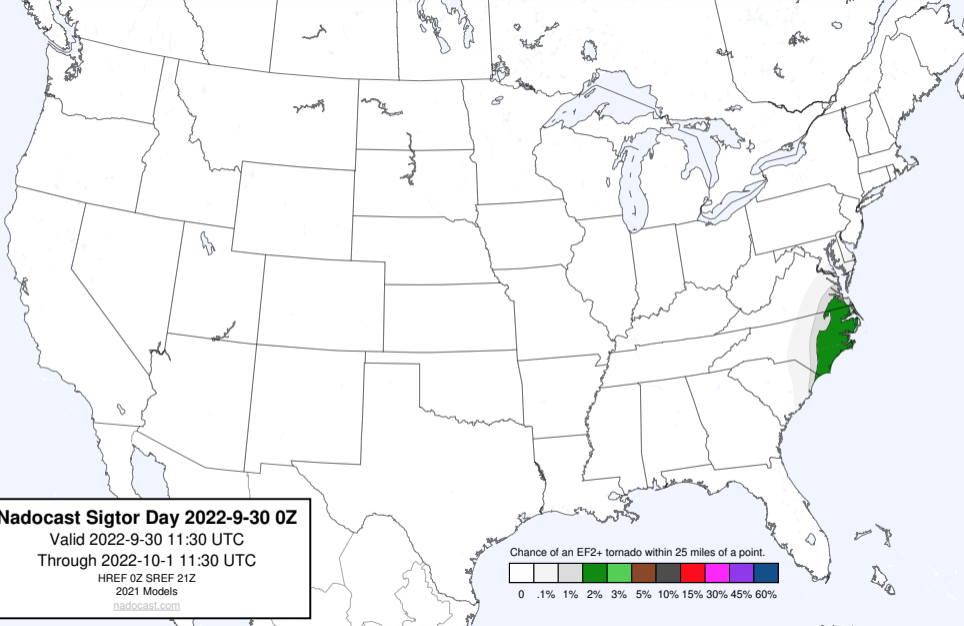 Nadocast Sigtor Day 2022-9-30 0Z
Valid 2022-9-30 11:30 UTC
Through 2022-10-1 11:30 UTC
HREF 0Z SREF 21Z
2021 Models
nadocast.com
Chance of an EF2+ tornado within 25 miles of a point.
0 .1% 1% 2% 3% 5% 10% 15% 30% 45% 60%